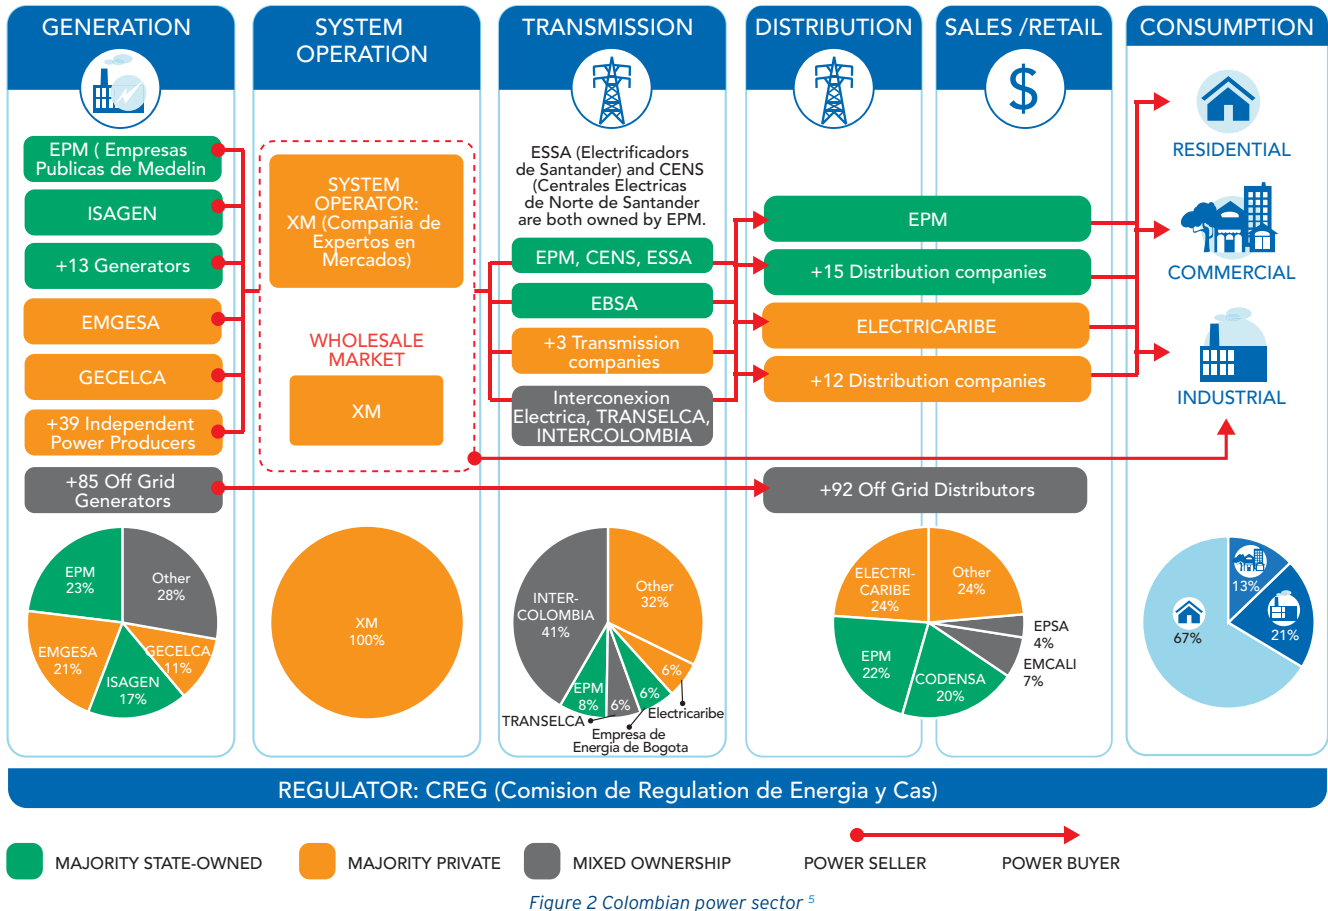 GENERATION
SYSTEM
OPERATION
TRANSMISSION
DISTRIBUTION
SALES /RETAIL
CONSUMPTION
$
EPM ( Empresas
Publicas de Medelin
ISAGEN
+13 Generators
EMGESA
GECELCA
+39 Independent
Power Producers
+85 Off Grid
Generators
SYSTEM
OPERATOR:
XM (Compañia de
Expertos en
Mercados)
WHOLESALE
MARKET
XM
ESSA (Electrificadors
de Santander) and CENS
(Centrales Electricas
de Norte de Santander
are both owned by EPM.
EPM, CENS, ESSA
EBSA
+3 Transmission
companies
Interconexion
Electrica, TRANSELCA,
INTERCOLOMBIA
EPM
+15 Distribution companies
ELECTRICARIBE
+12 Distribution companies
+92 Off Grid Distributors
RESIDENTIAL
COMMERCIAL
INDUSTRIAL
EPM
23%
Other
28%
EMGESA
21%
GECELCA
11%
ISAGEN
17%
XM
100%
INTER-
COLOMBIA
41%
Other
32%
EPM
8%
6%
6%
6%
TRANSELCA
Empresa de
Energia de Bogota
Electricaribe
ELECTRI-
CARIBE
24%
Other
24%
EPSA
4%
EMCALI
7%
EPM
22%
CODENSA
20%
13%
21%
67%
REGULATOR: CREG (Comision de Regulation de Energia y Cas)
MAJORITY STATE-OWNED
MAJORITY PRIVATE
MIXED OWNERSHIP
POWER SELLER
POWER BUYER
Figure 2 Colombian power sector 5